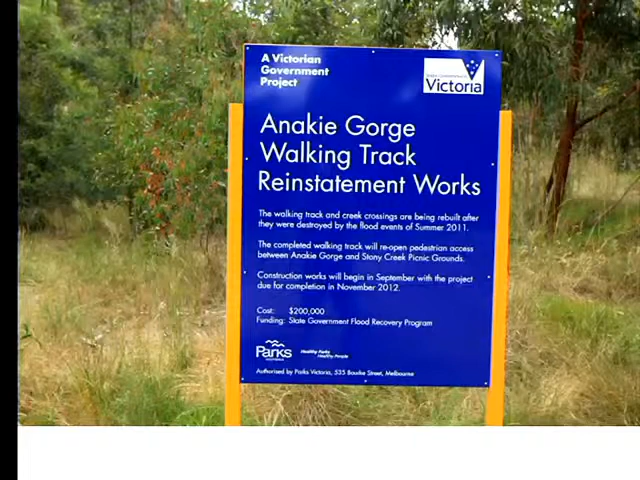 A Victorian
Government
Project
Victoria
Anakie Gorge
Walking Track
Reinstatement Works
The walking track and creek crossings are being rebuilt after
they were destroyed by the flood events of Summer 2011.
The completed walking track will re-open pedestrian access
between Anakie Gorge and Stony Creek Picnic Grounds.
Construction works will begin in September with the project
due for completion in November 2012.
Cost: $200,000
Funding: State Government Flood Recovery Program
Parks
Healthy Parks
Healthy People
Authorised by Parks Victoria, 535 Bourke Street, Melbourne